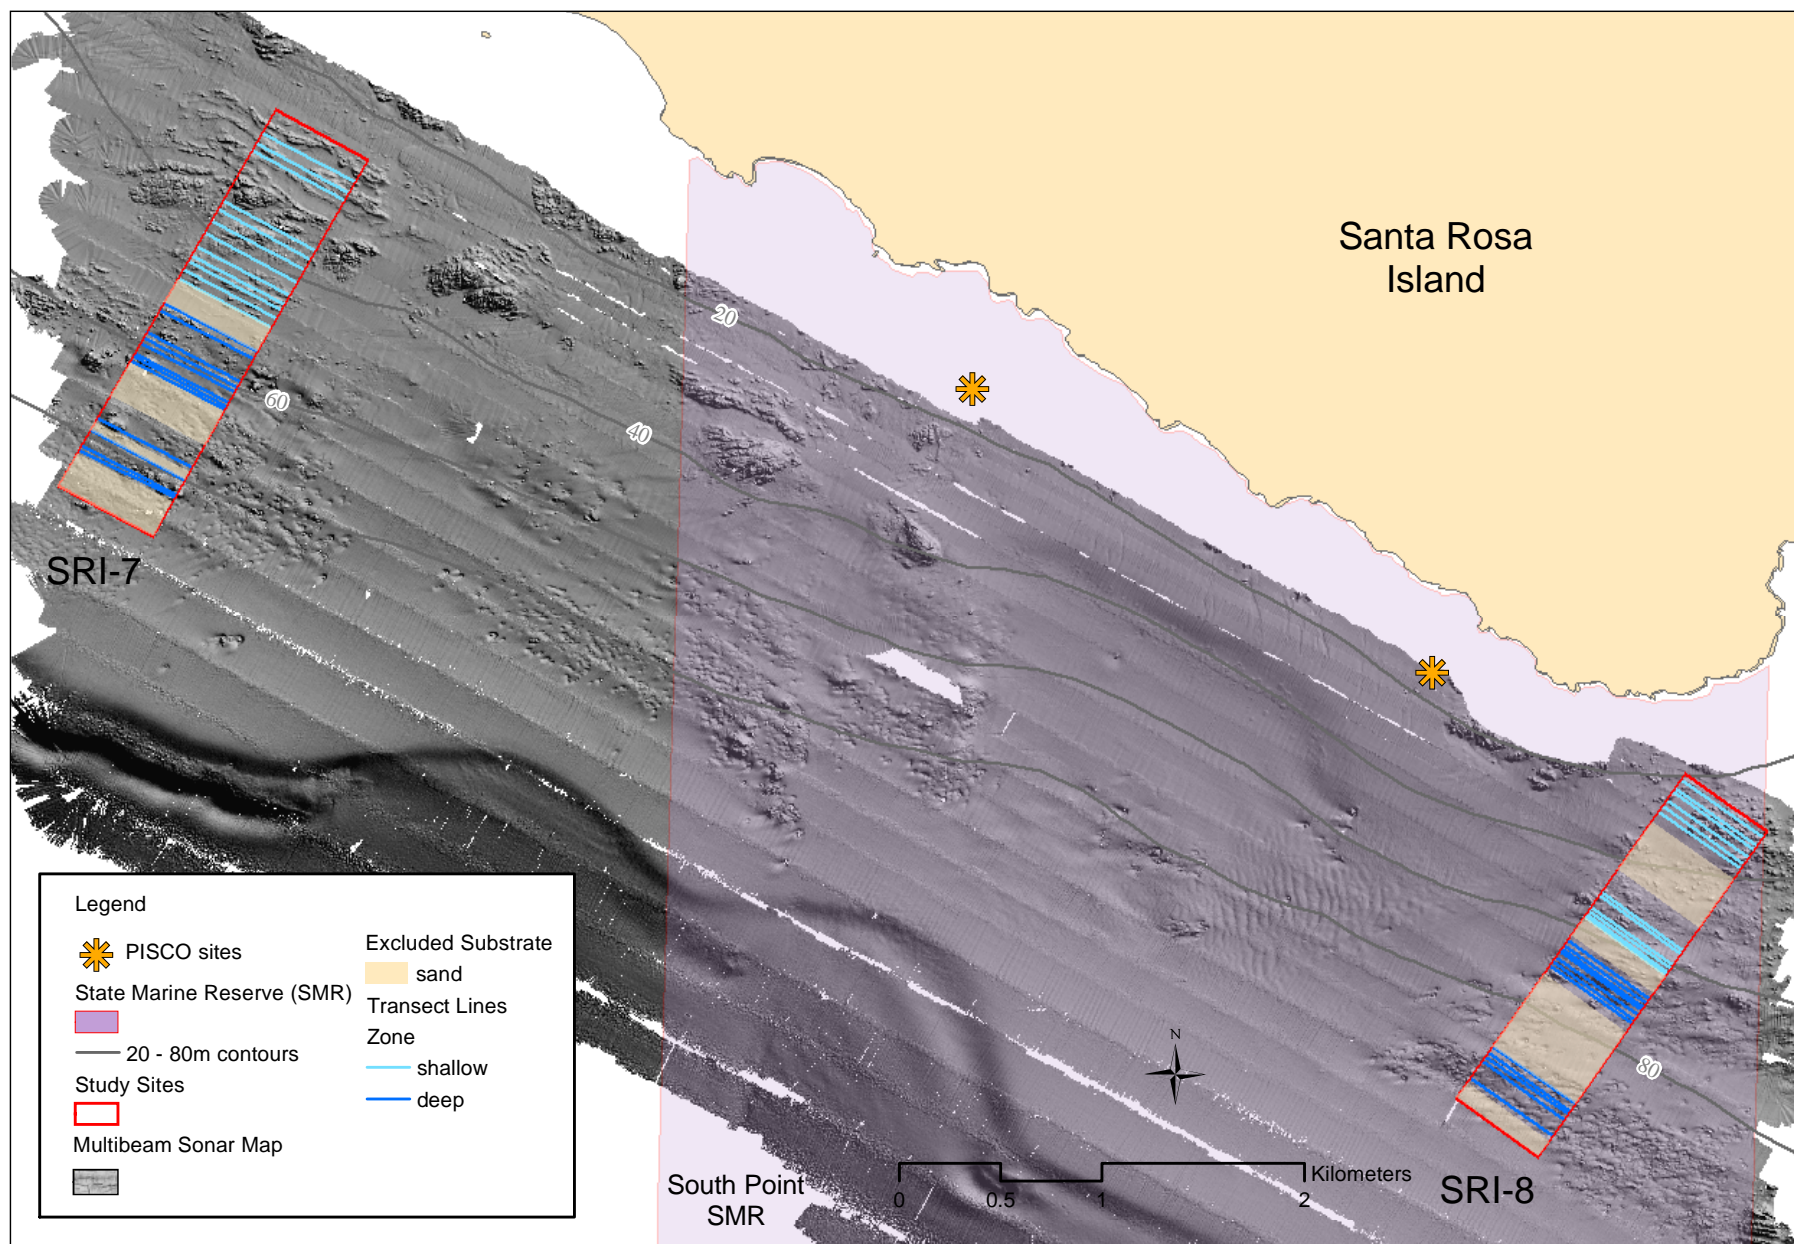 Santa Rosa
Island
20
40
60
80
SRI-7
SRI-8
N
Kilometers
0
0.5
1
2
South Point
SMR
Legend
PISCO sites
State Marine Reserve (SMR)
20 - 80m contours
Study Sites
Multibeam Sonar Map
Excluded Substrate
sand
Transect Lines
Zone
shallow
deep